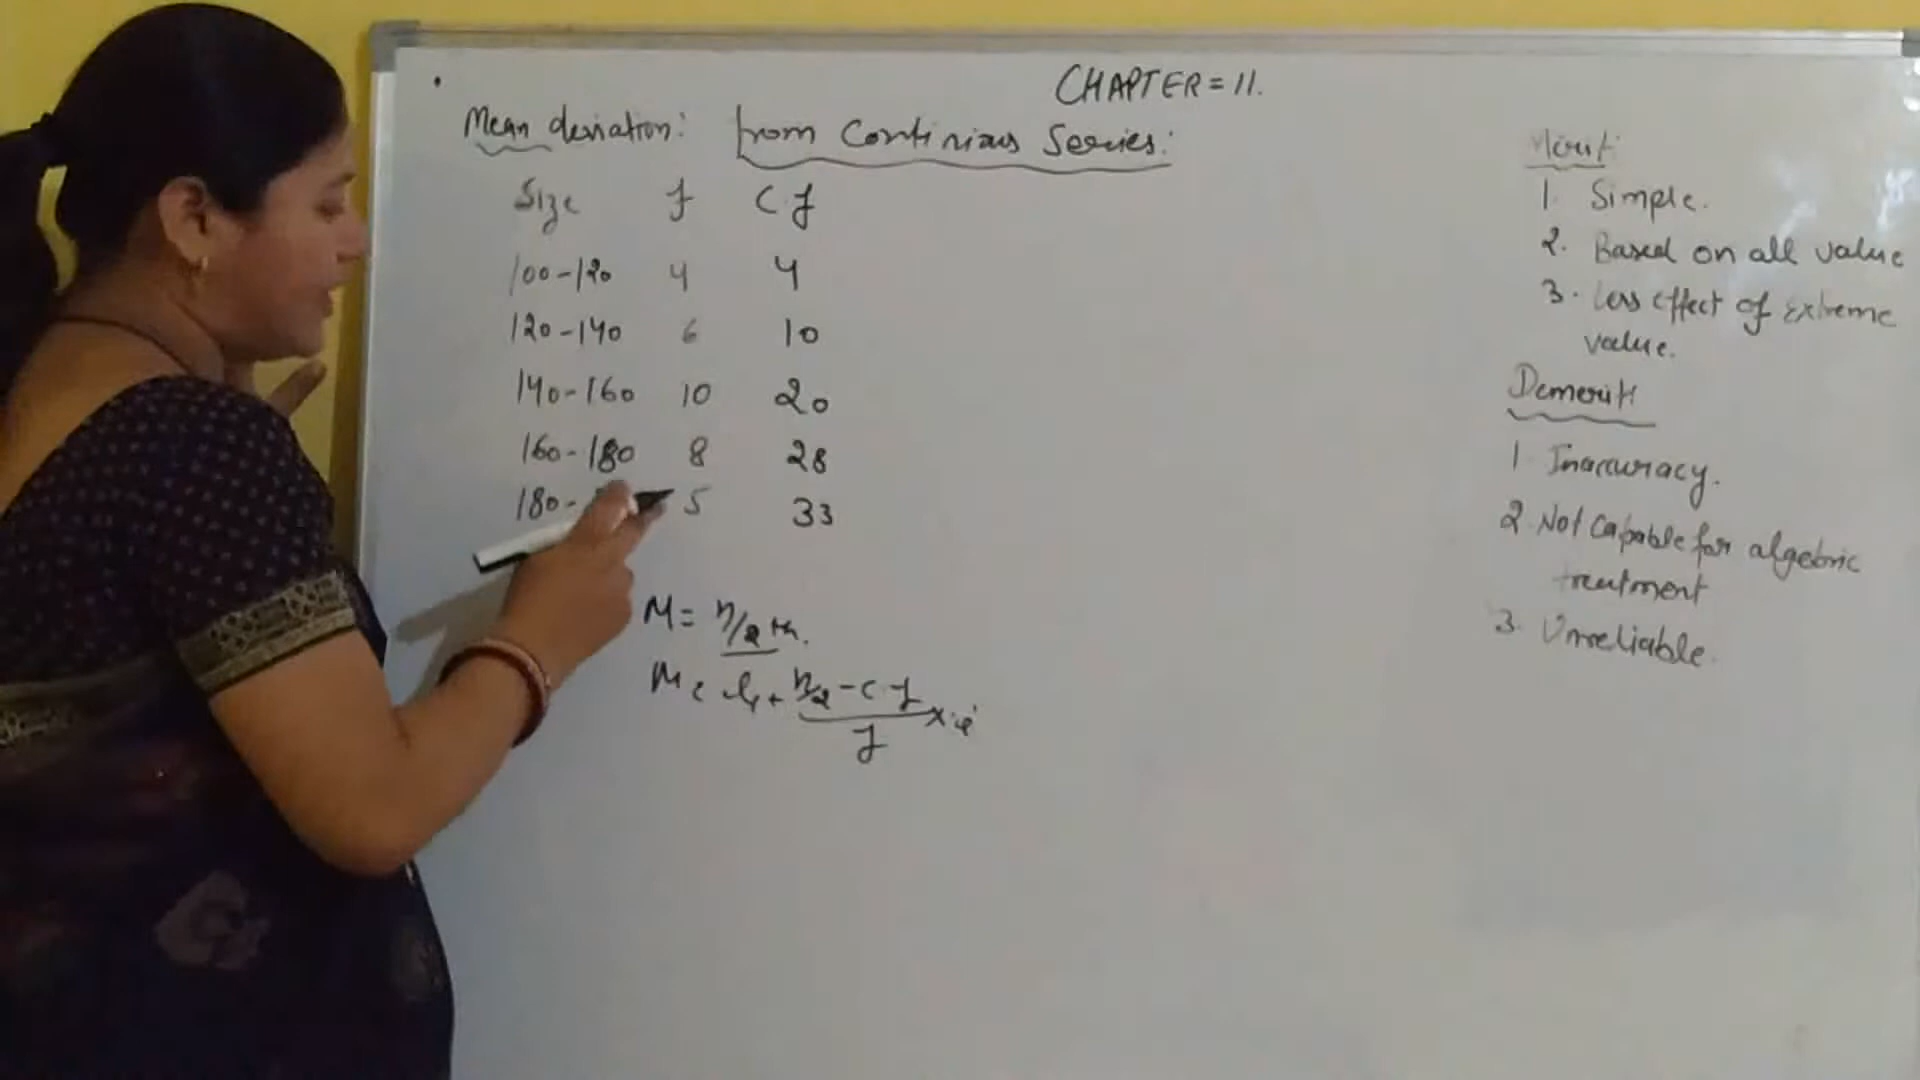 CHAPTER = 11.
Mean deviation: from Continious Series:
Size f C.f
100-120 4 4
120-140 6 10
140-160 10 20
160-180 8 28
180- 5 33
M = n/2 th.
M = l₁ + n/2 - c.f / f × i
Merit
1. Simple.
2. Based on all value
3. Less effect of Extreme
value.
Demerit
1. Inaccuracy.
2. Not Capable for algebric
treatment
3. Unreliable.